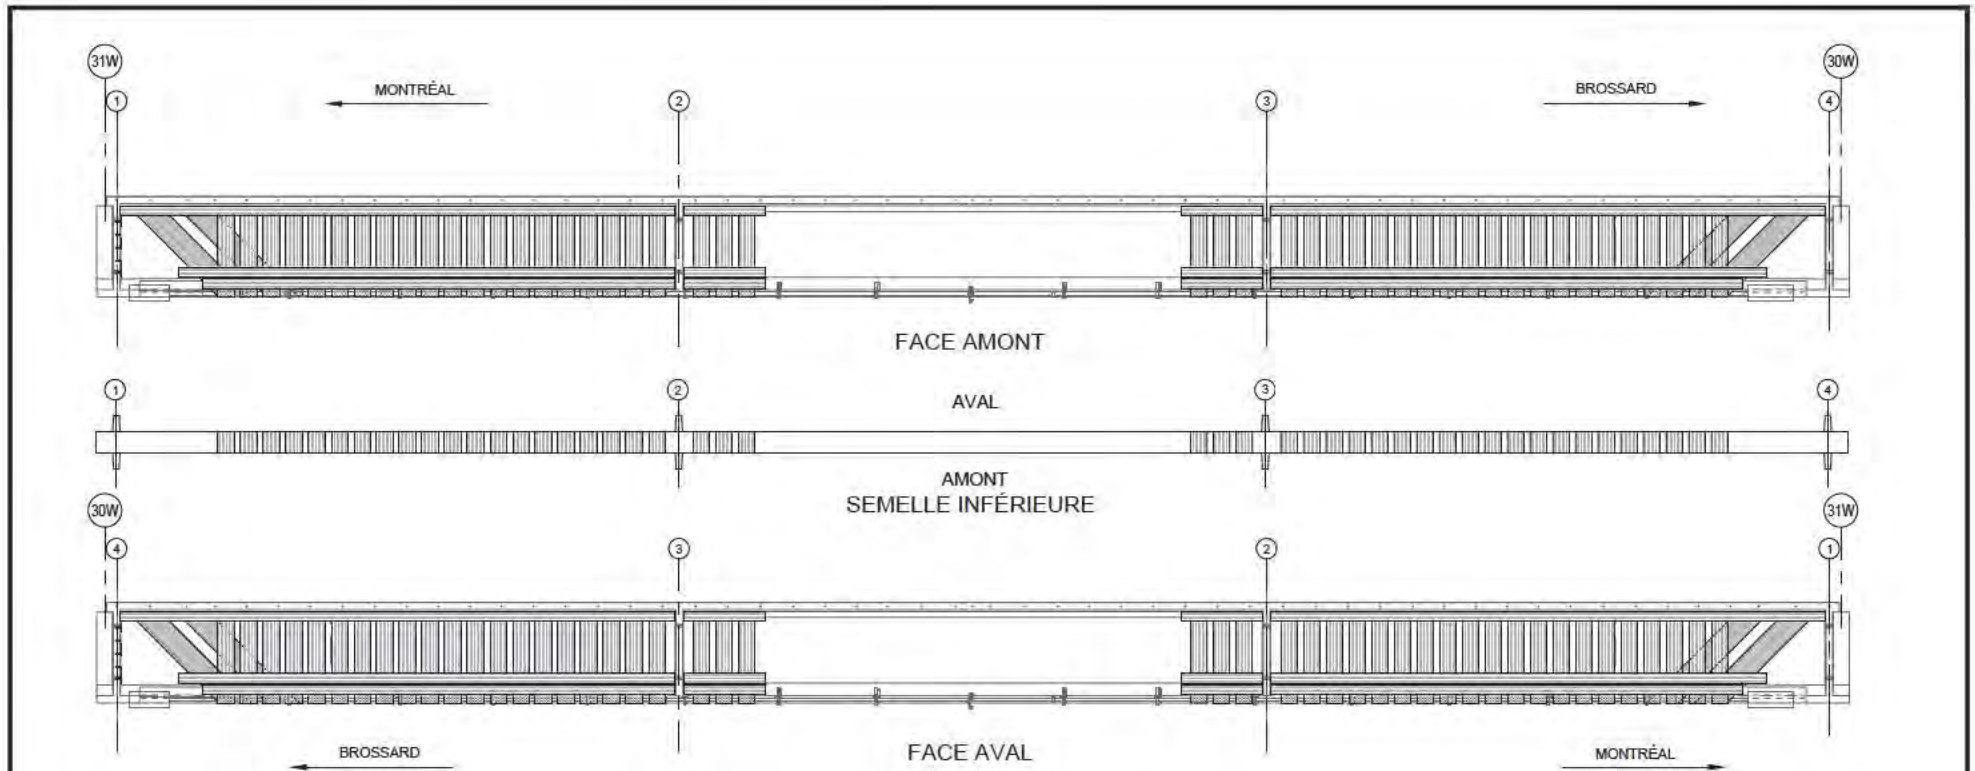 31W
30W
1
MONTRÉAL
2
3
BROSSARD
4
FACE AMONT
1
2
AVAL
3
4
AMONT
SEMELLE INFÉRIEURE
30W
31W
4
3
2
1
BROSSARD
FACE AVAL
MONTRÉAL